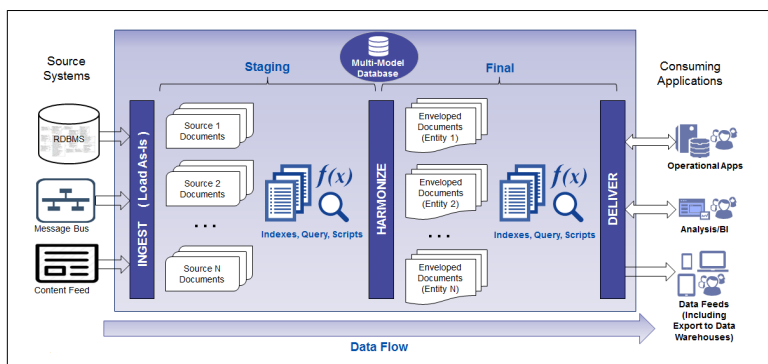 Multi-Model
Database
Source
Systems
Staging
Final
Consuming
Applications
RDBMS
Message Bus
Content Feed
INGEST ( Load As-Is )
Source 1
Documents
Source 2
Documents
...
Source N
Documents
f(x)
Indexes, Query, Scripts
HARMONIZE
Enveloped
Documents
(Entity 1)
Enveloped
Documents
(Entity 2)
...
Enveloped
Documents
(Entity N)
f(x)
Indexes, Query, Scripts
DELIVER
Operational Apps
Analysis/BI
Data Feeds
(Including
Export to Data
Warehouses)
Data Flow